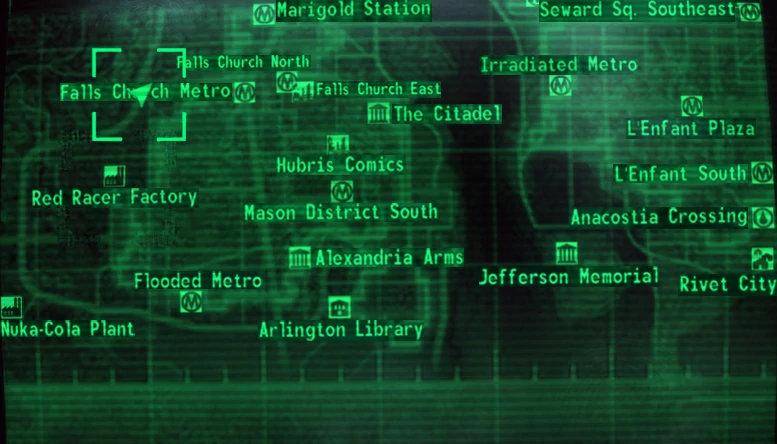 Marigold Station
Seward Sq. Southeast
Falls Church North
Irradiated Metro
Falls Church Metro
Falls Church East
The Citadel
L'Enfant Plaza
Hubris Comics
L'Enfant South
Red Racer Factory
Mason District South
Anacostia Crossing
Alexandria Arms
Jefferson Memorial
Flooded Metro
Rivet City
Nuka-Cola Plant
Arlington Library